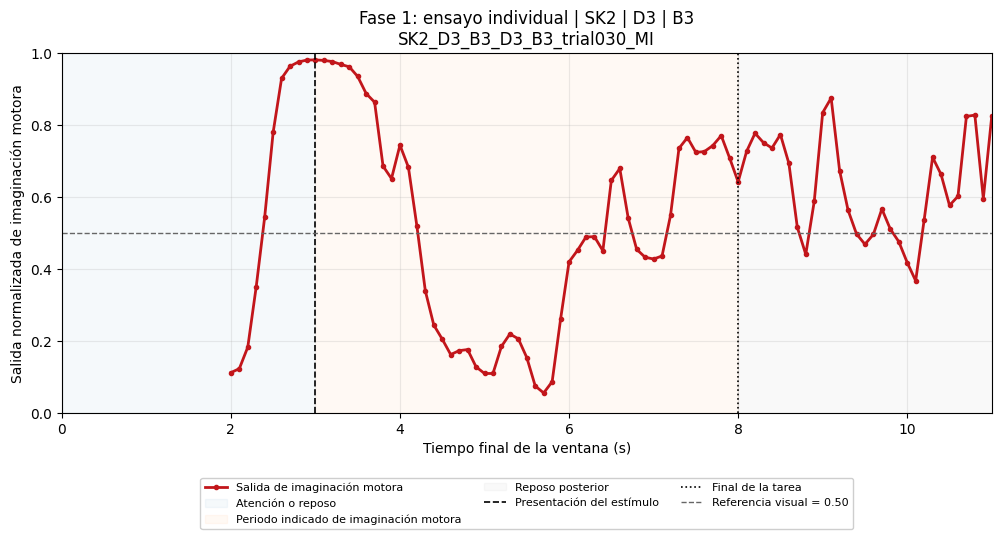 Fase 1: ensayo individual | SK2 | D3 | B3
SK2_D3_B3_D3_B3_trial030_MI
Salida normalizada de imaginación motora
1.0
0.8
0.6
0.4
0.2
0.0
0 2 4 6 8 10
Tiempo final de la ventana (s)
Salida de imaginación motora
Atención o reposo
Periodo indicado de imaginación motora
Reposo posterior
Presentación del estímulo
Final de la tarea
Referencia visual = 0.50